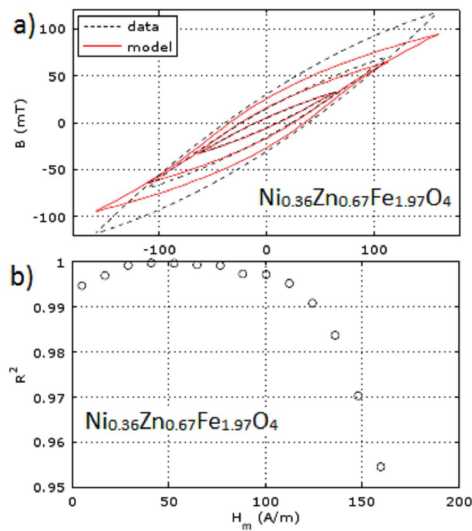 a)
data
model
100
50
0
-50
-100
B (mT)
Ni0.36Zn0.67Fe1.97O4
-100 0 100
b)
1
0.99
0.98
0.97
0.96
0.95
R²
Ni0.36Zn0.67Fe1.97O4
0 50 100 150 200
Hm (A/m)